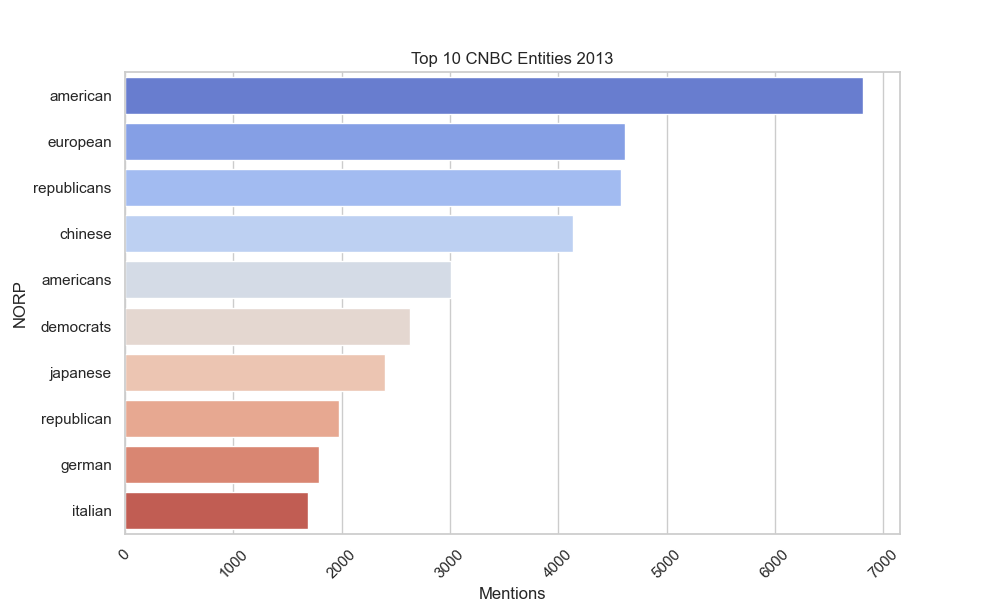 Top 10 CNBC Entities 2013
NORP
american
european
republicans
chinese
americans
democrats
japanese
republican
german
italian
0 1000 2000 3000 4000 5000 6000 7000
Mentions